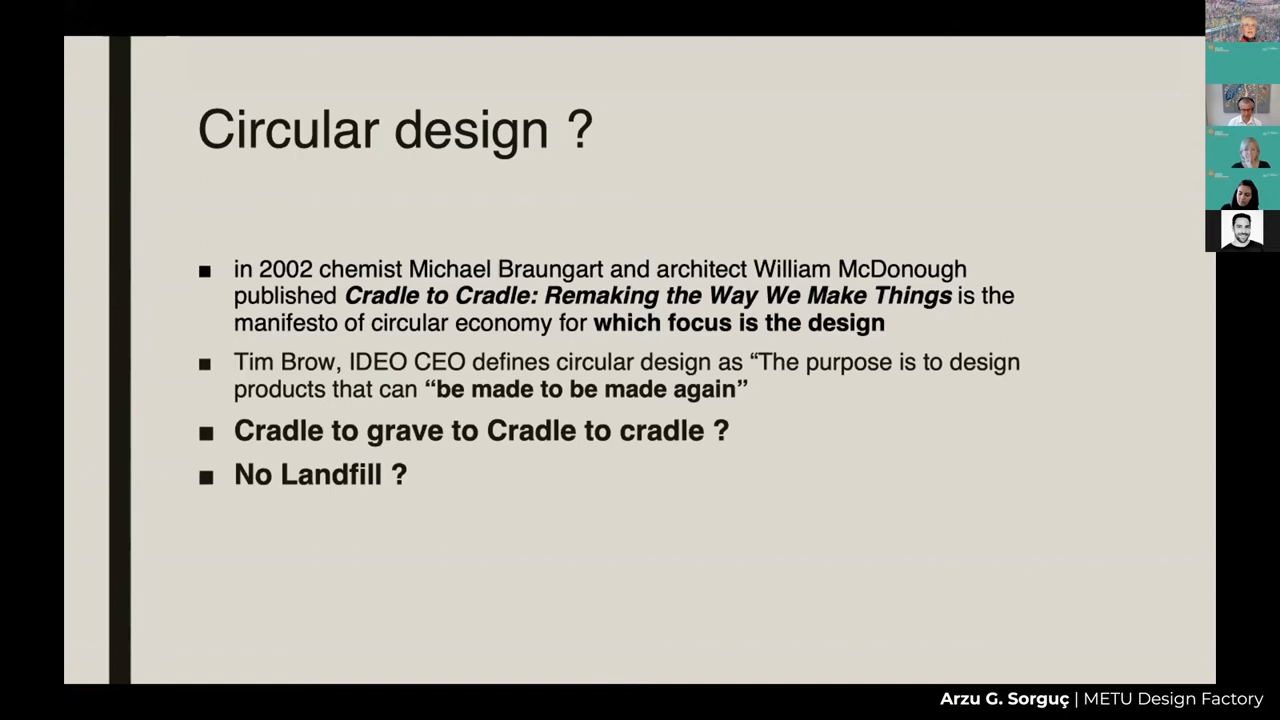 Circular design ?
■ in 2002 chemist Michael Braungart and architect William McDonough
published Cradle to Cradle: Remaking the Way We Make Things is the
manifesto of circular economy for which focus is the design
■ Tim Brow, IDEO CEO defines circular design as “The purpose is to design
products that can “be made to be made again”
■ Cradle to grave to Cradle to cradle ?
■ No Landfill ?
Arzu G. Sorguç | METU Design Factory